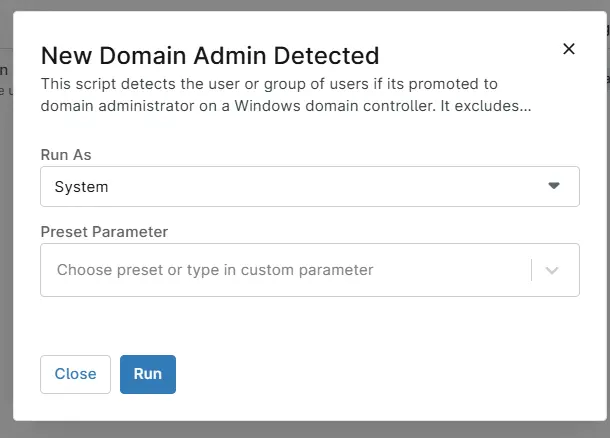 New Domain Admin Detected
This script detects the user or group of users if its promoted to
domain administrator on a Windows domain controller. It excludes...
Run As
System
Preset Parameter
Choose preset or type in custom parameter
Close
Run